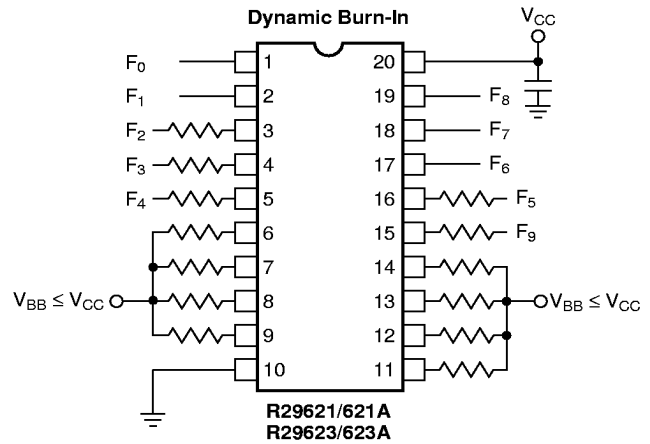 Dynamic Burn-In
V_CC
F_0 1 20
F_1 2 19 F_8
F_2 3 18 F_7
F_3 4 17 F_6
F_4 5 16 F_5
6 15 F_9
7 14
V_BB ≤ V_CC 8 13 V_BB ≤ V_CC
9 12
10 11
R29621/621A
R29623/623A